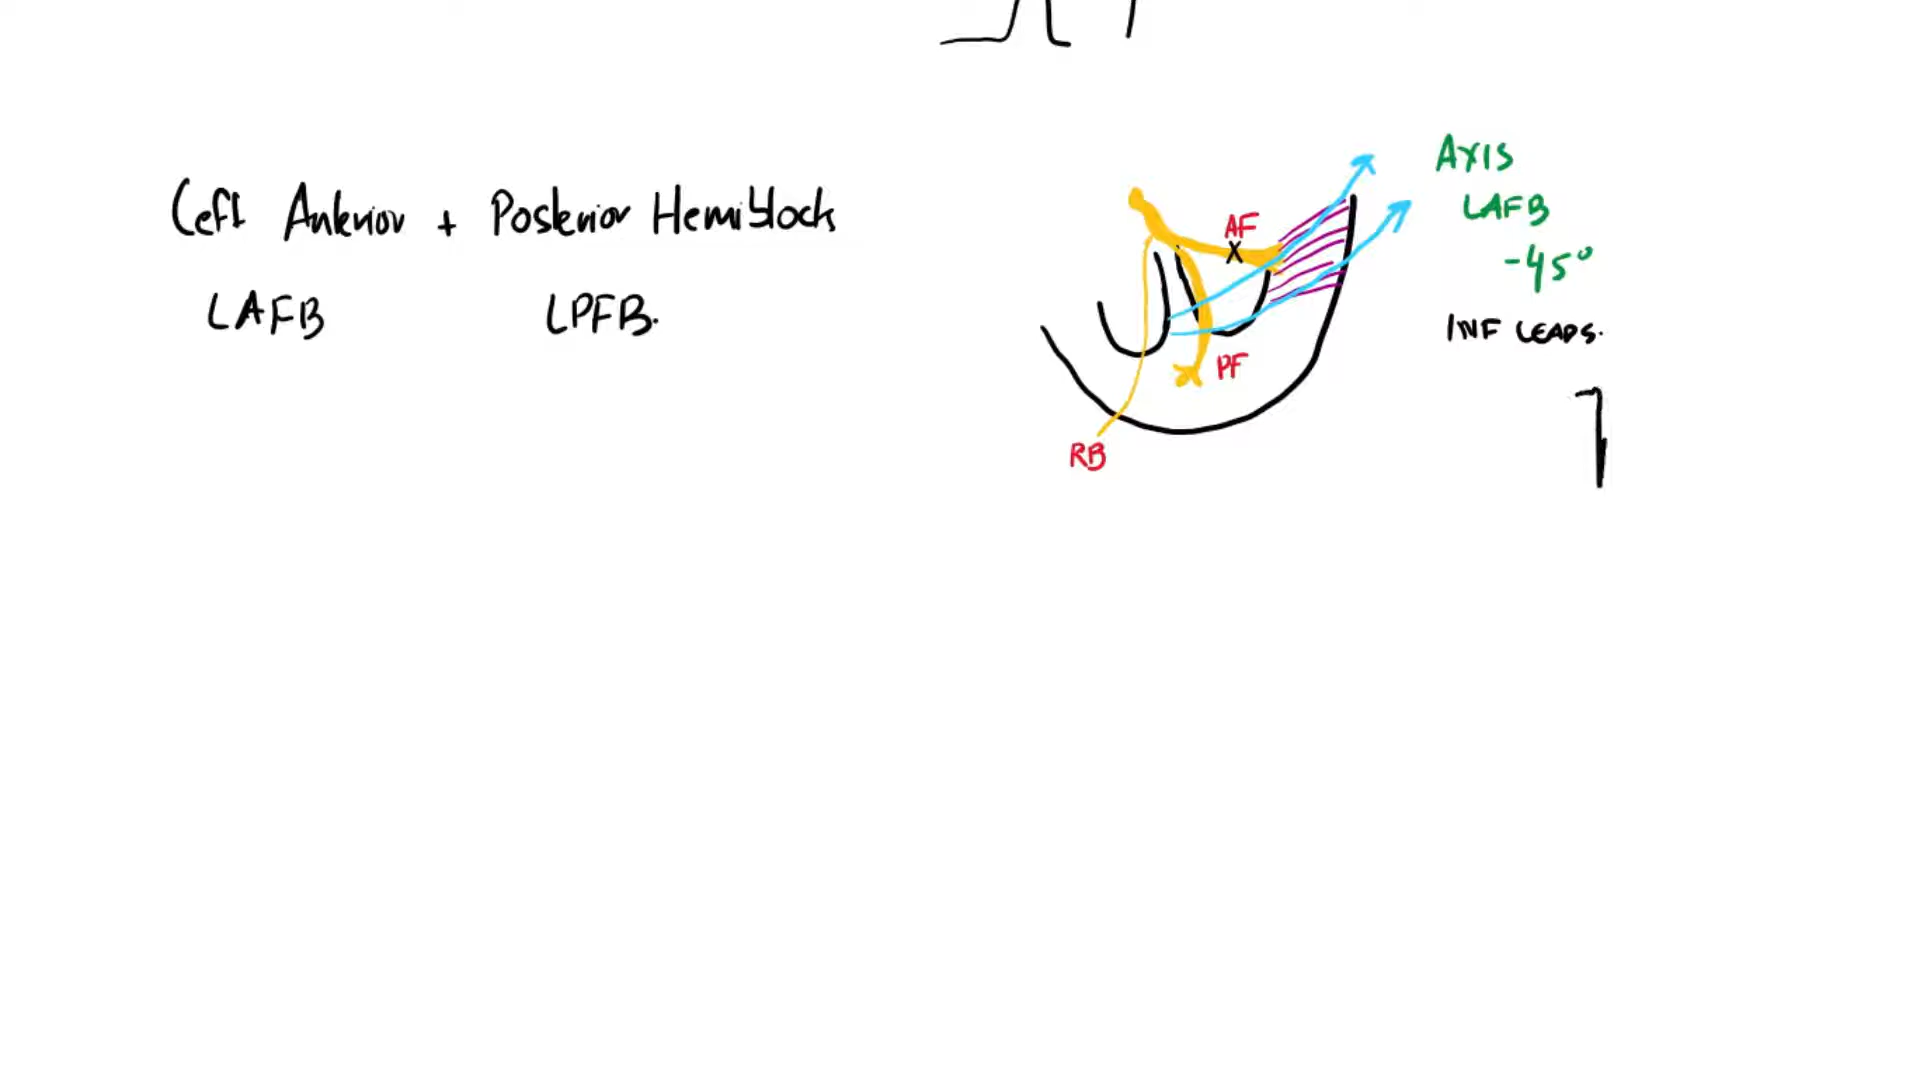 Left Anterior + Posterior Hemiblock
LAFB LPFB.
AF
X
PF
RB
AXIS
LAFB
-45°
INF LEADS.